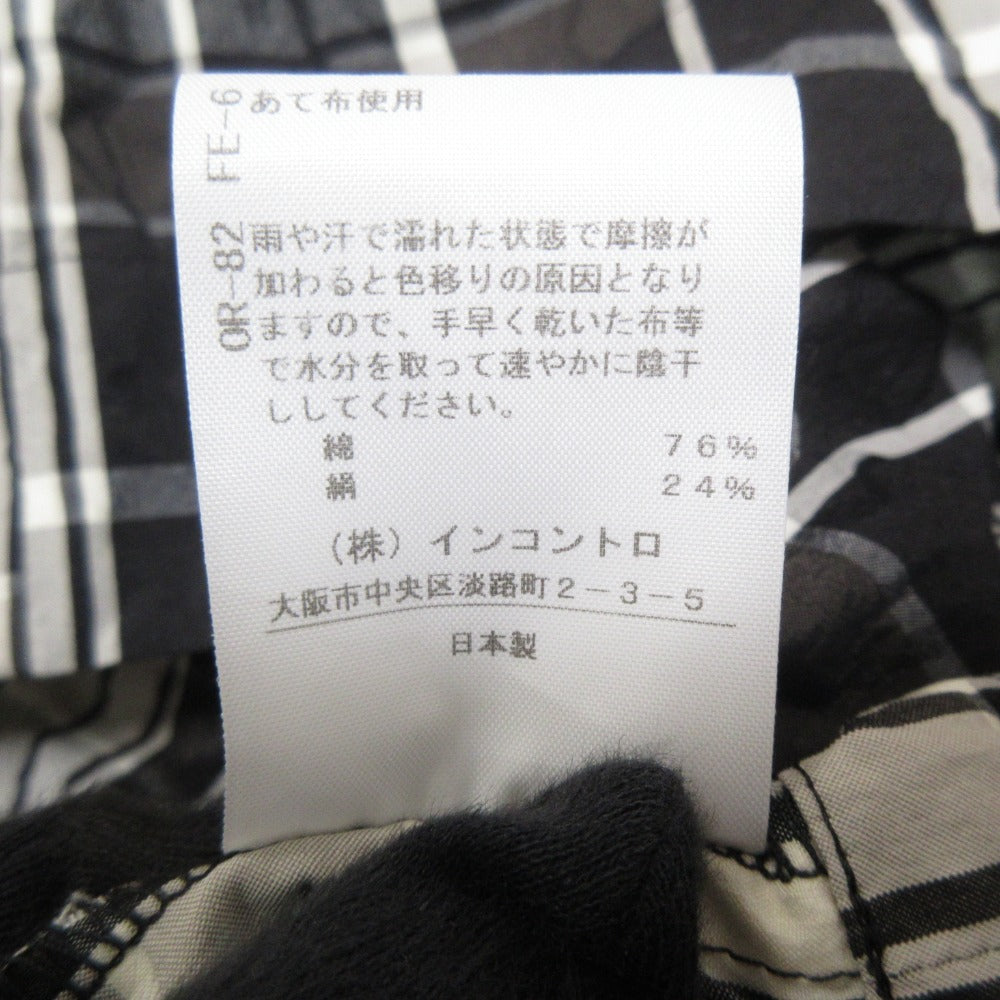 あて布使用
雨や汗で濡れた状態で摩擦が
加わると色移りの原因となり
ますので、手早く乾いた布等
で水分を取って速やかに陰干
ししてください。
綿 76%
絹 24%
(株)インコントロ
大阪市中央区淡路町2-3-5
日本製
OR-82 FE-6